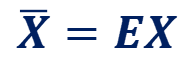 X̅ = EX